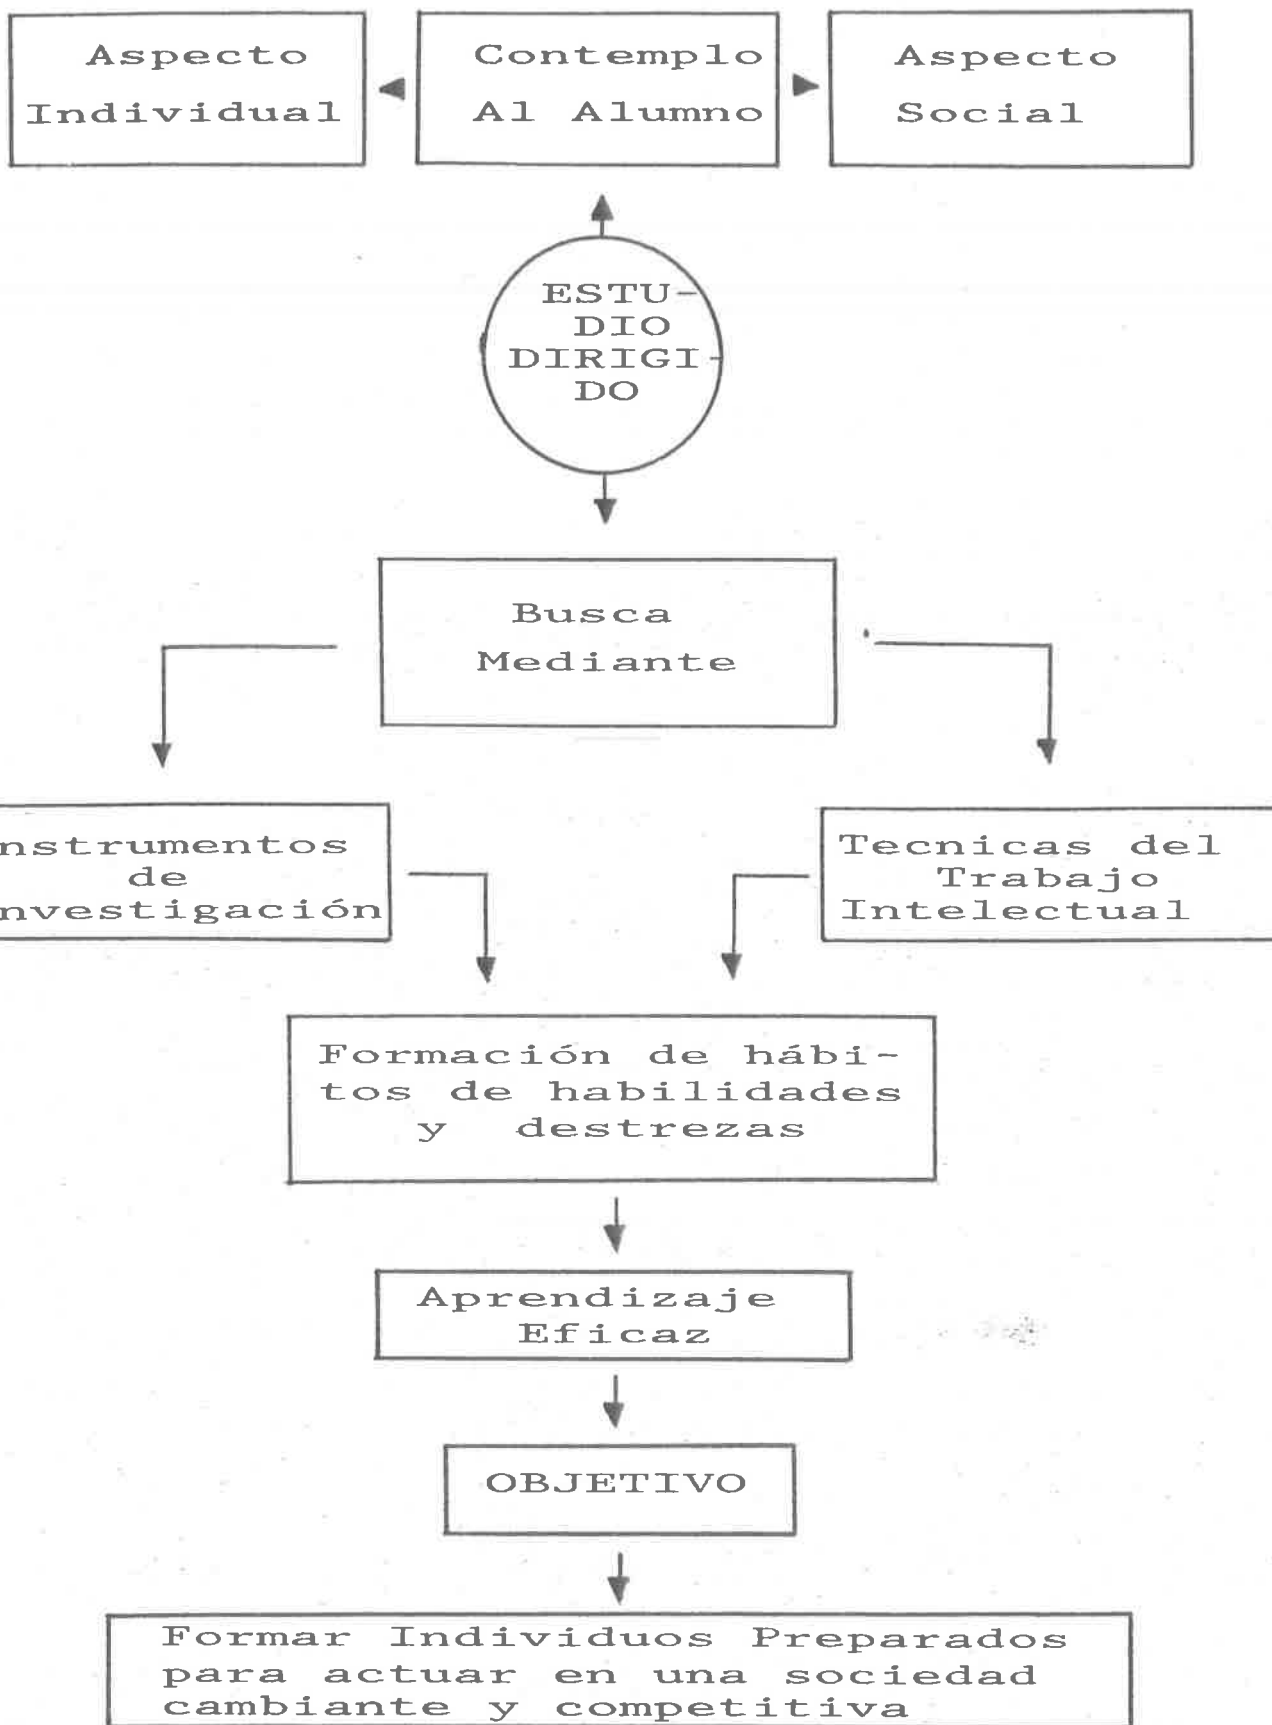 Aspecto
Individual
Contemplo
Al Alumno
Aspecto
Social
ESTU-
DIO
DIRIGI-
DO
Busca
Mediante
nstrumentos
de
nvestigación
Tecnicas del
Trabajo
Intelectual
Formación de hábi-
tos de habilidades
y destrezas
Aprendizaje
Eficaz
OBJETIVO
Formar Individuos Preparados
para actuar en una sociedad
cambiante y competitiva